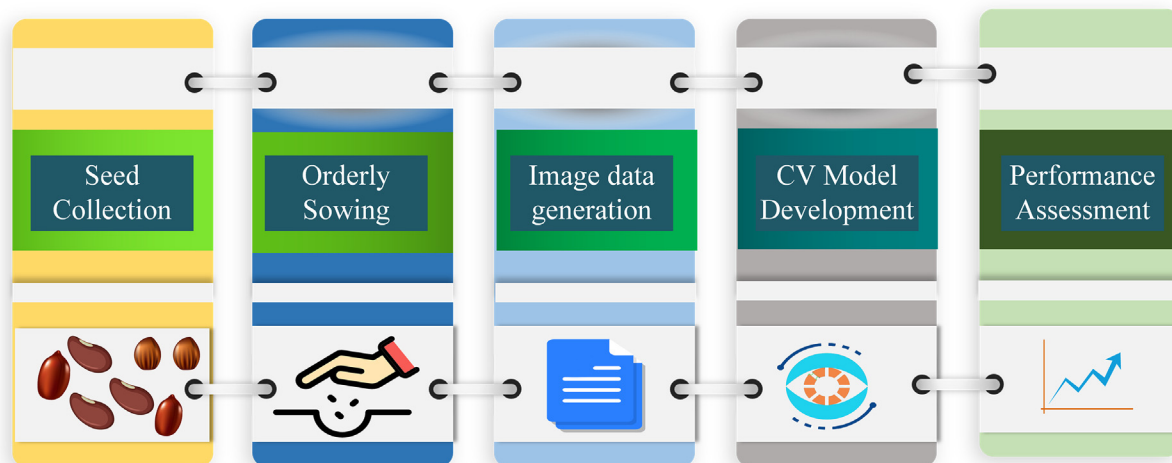 Seed
Collection
Orderly
Sowing
Image data
generation
CV Model
Development
Performance
Assessment